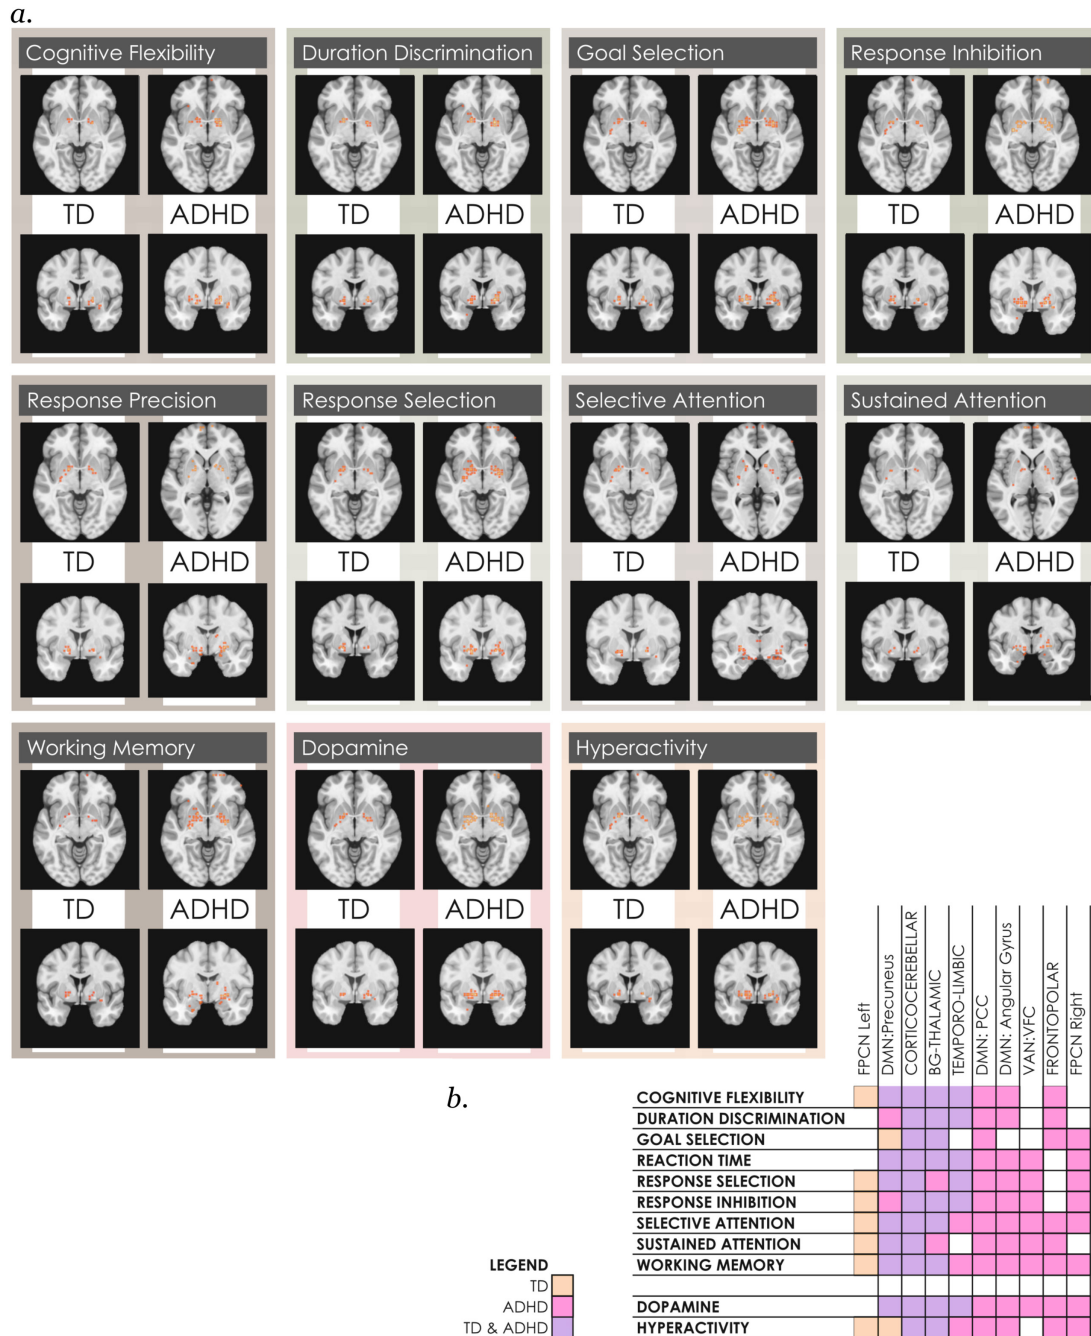 a.
Cognitive Flexibility
Duration Discrimination
Goal Selection
Response Inhibition
TD ADHD
TD ADHD
TD ADHD
TD ADHD
Response Precision
Response Selection
Selective Attention
Sustained Attention
TD ADHD
TD ADHD
TD ADHD
TD ADHD
Working Memory
Dopamine
Hyperactivity
TD ADHD
TD ADHD
TD ADHD
b.
FPCN Left
DMN:Precuneus
CORTICOCEREBELLAR
BG-THALAMIC
TEMPORO-LIMBIC
DMN: PCC
DMN: Angular Gyrus
VAN:VFC
FRONTOPOLAR
FPCN Right
COGNITIVE FLEXIBILITY
DURATION DISCRIMINATION
GOAL SELECTION
REACTION TIME
RESPONSE SELECTION
RESPONSE INHIBITION
SELECTIVE ATTENTION
SUSTAINED ATTENTION
WORKING MEMORY
DOPAMINE
HYPERACTIVITY
LEGEND
TD
ADHD
TD & ADHD